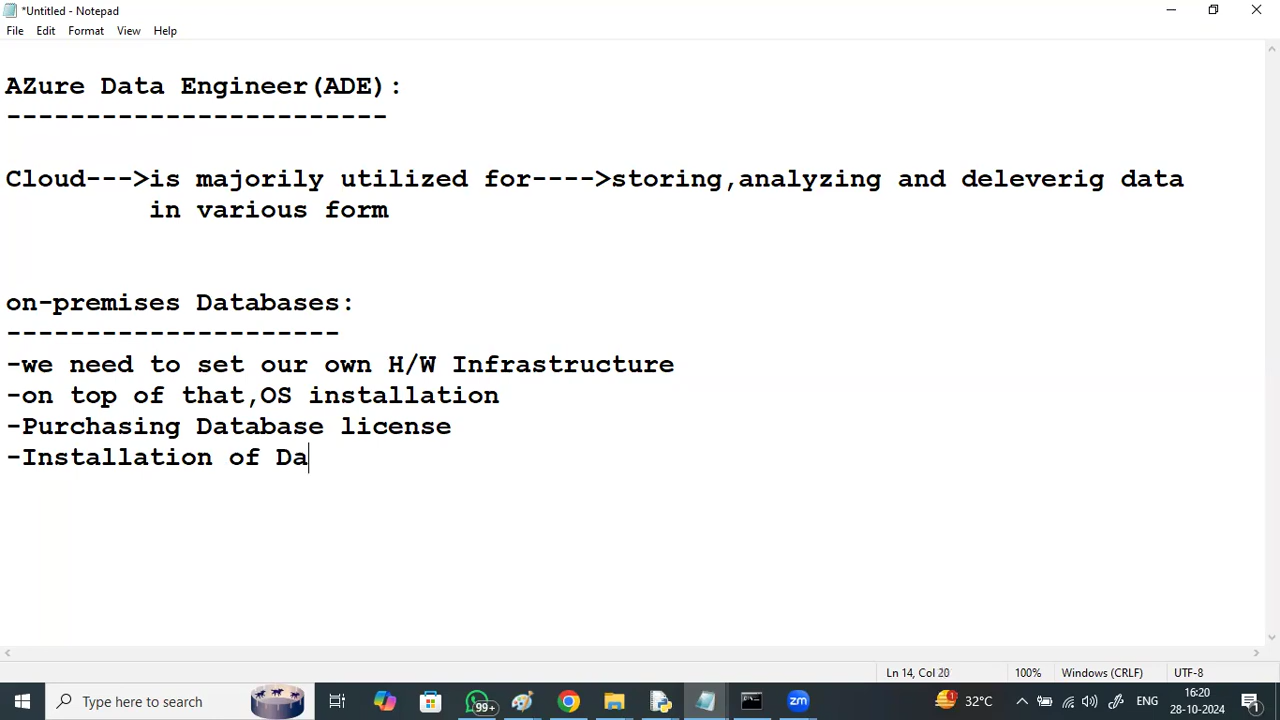 *Untitled - Notepad
File Edit Format View Help
AZure Data Engineer(ADE):
------------------------
Cloud--->is majorily utilized for---->storing,analyzing and deleverig data
in various form
on-premises Databases:
---------------------
-we need to set our own H/W Infrastructure
-on top of that,OS installation
-Purchasing Database license
-Installation of Da
Ln 14, Col 20 100% Windows (CRLF) UTF-8
Type here to search 99+ zm 1 32°C ENG 16:20
28-10-2024 1